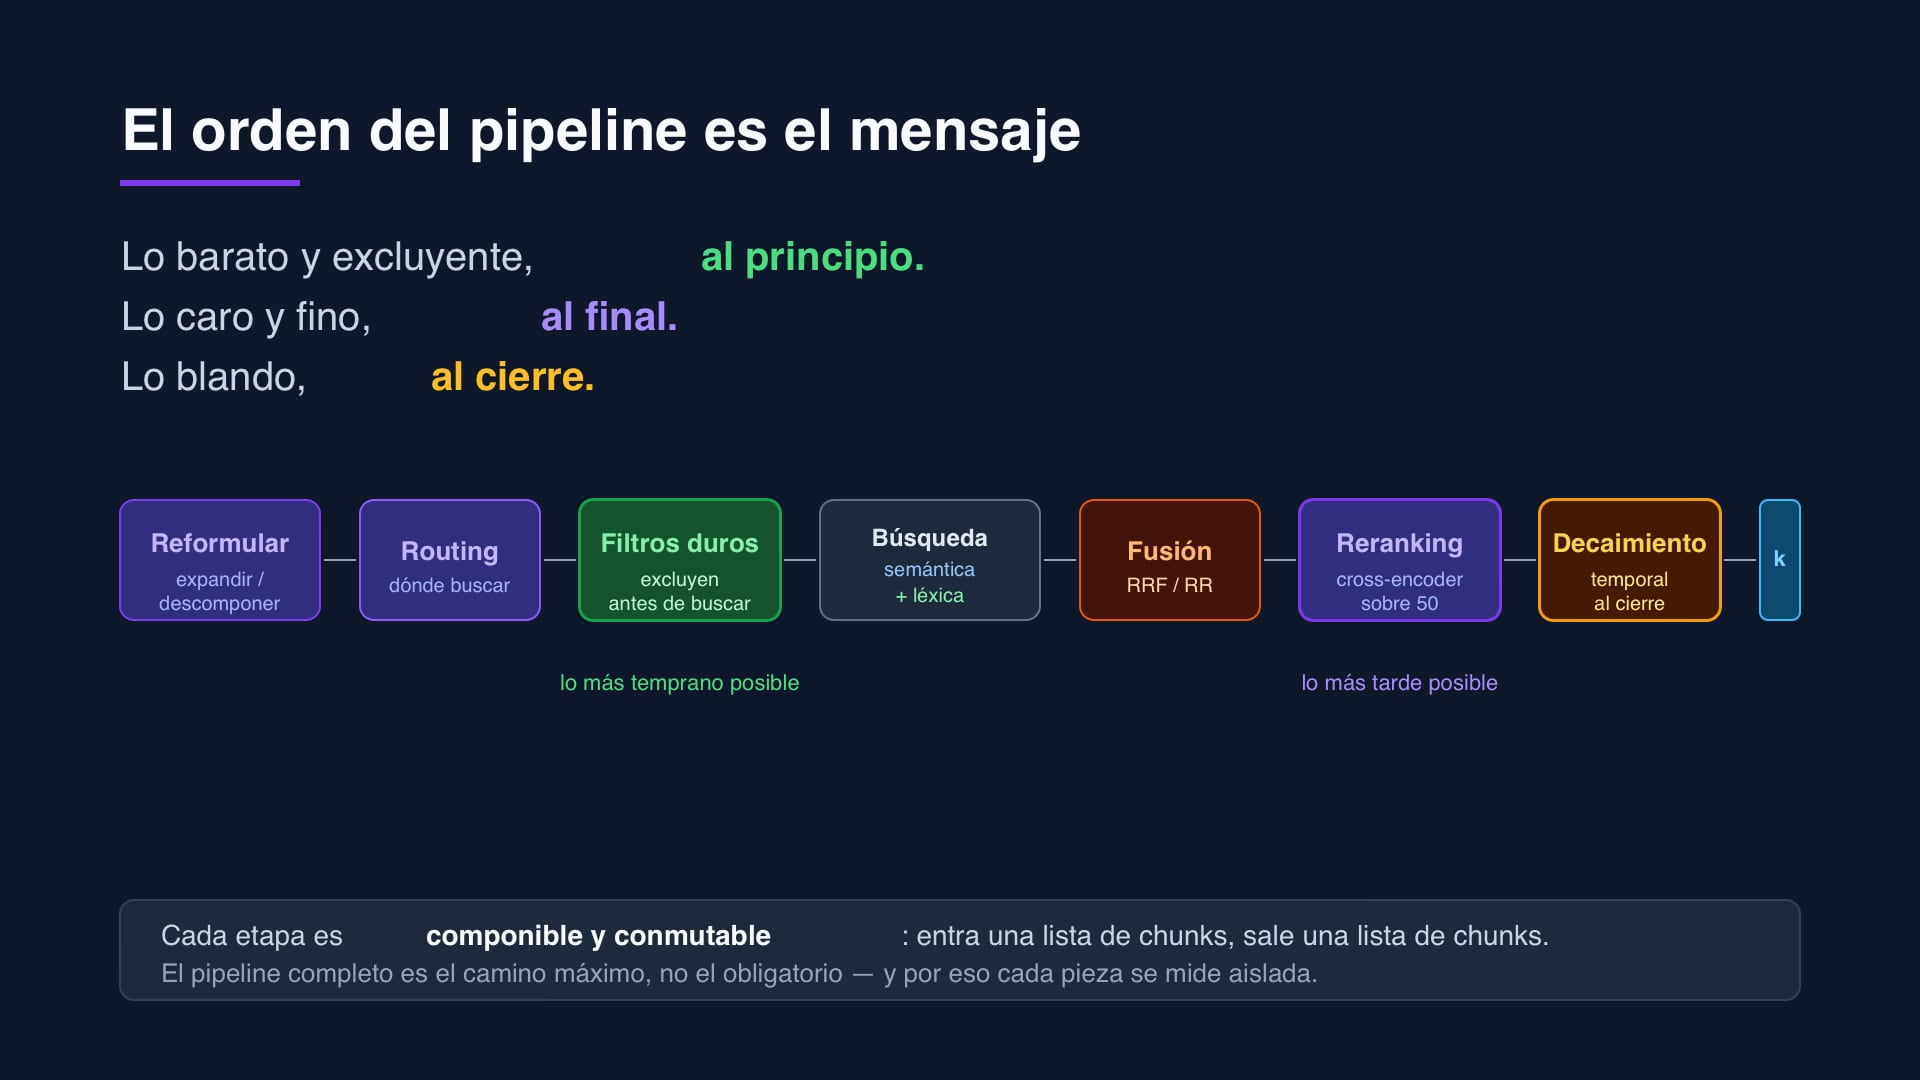 El orden del pipeline es el mensaje
Lo barato y excluyente, al principio.
Lo caro y fino, al final.
Lo blando, al cierre.
Reformular
expandir /
descomponer
Routing
dónde buscar
Filtros duros
excluyen
antes de buscar
Búsqueda
semántica
+ léxica
Fusión
RRF / RR
Reranking
cross-encoder
sobre 50
Decaimiento
temporal
al cierre
k
lo más temprano posible
lo más tarde posible
Cada etapa es componible y conmutable : entra una lista de chunks, sale una lista de chunks.
El pipeline completo es el camino máximo, no el obligatorio — y por eso cada pieza se mide aislada.